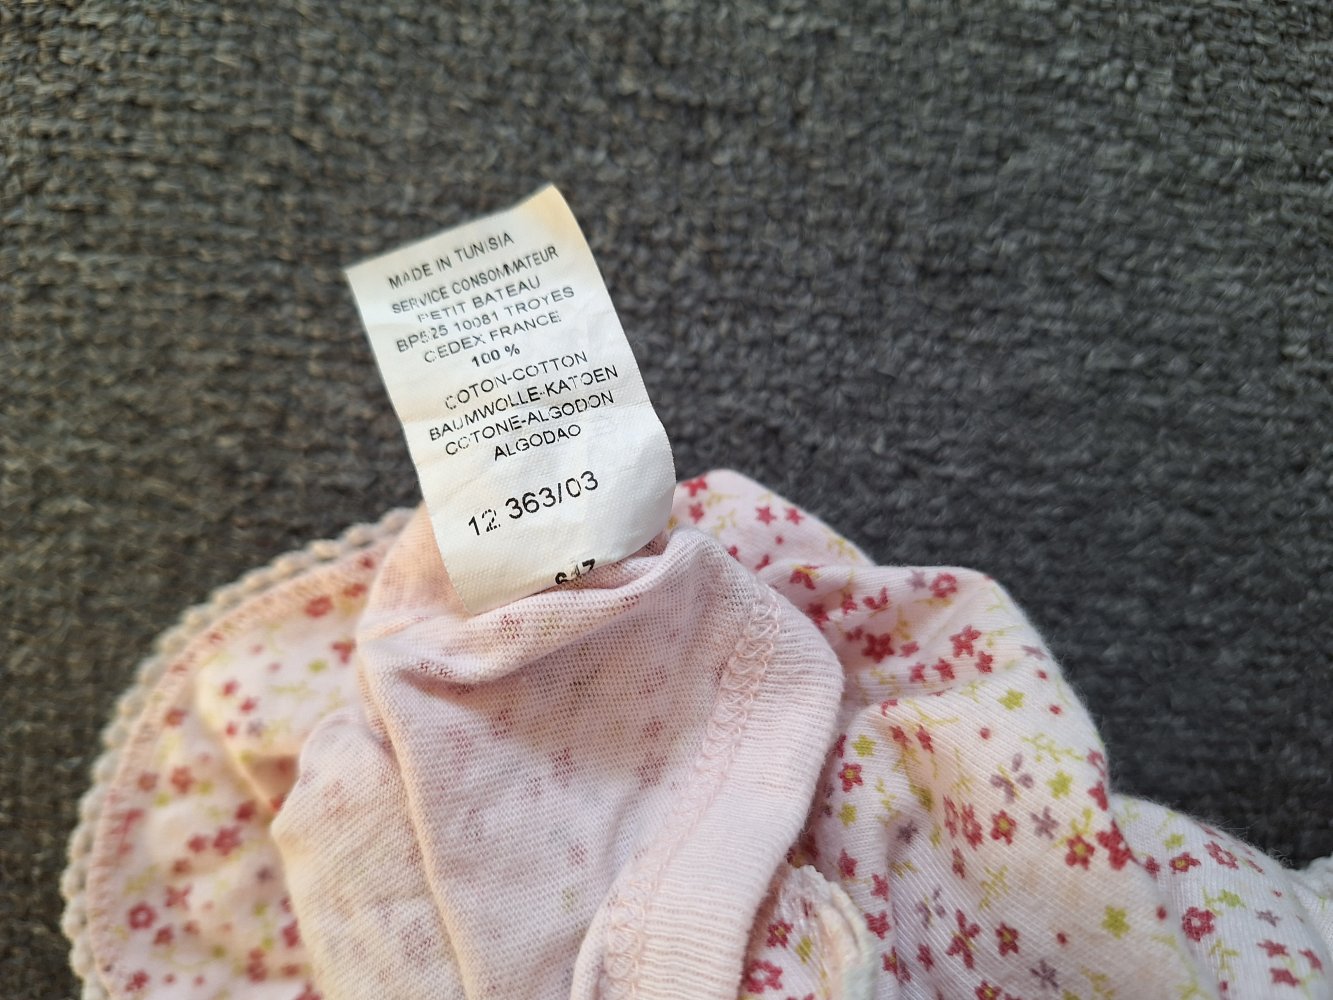 MADE IN TUNISIA
SERVICE CONSOMMATEUR
PETIT BATEAU
BP525 10081 TROYES
CEDEX FRANCE
100 %
COTON-COTTON
BAUMWOLLE-KATOEN
COTONE-ALGODON
ALGODAO
12 363/03